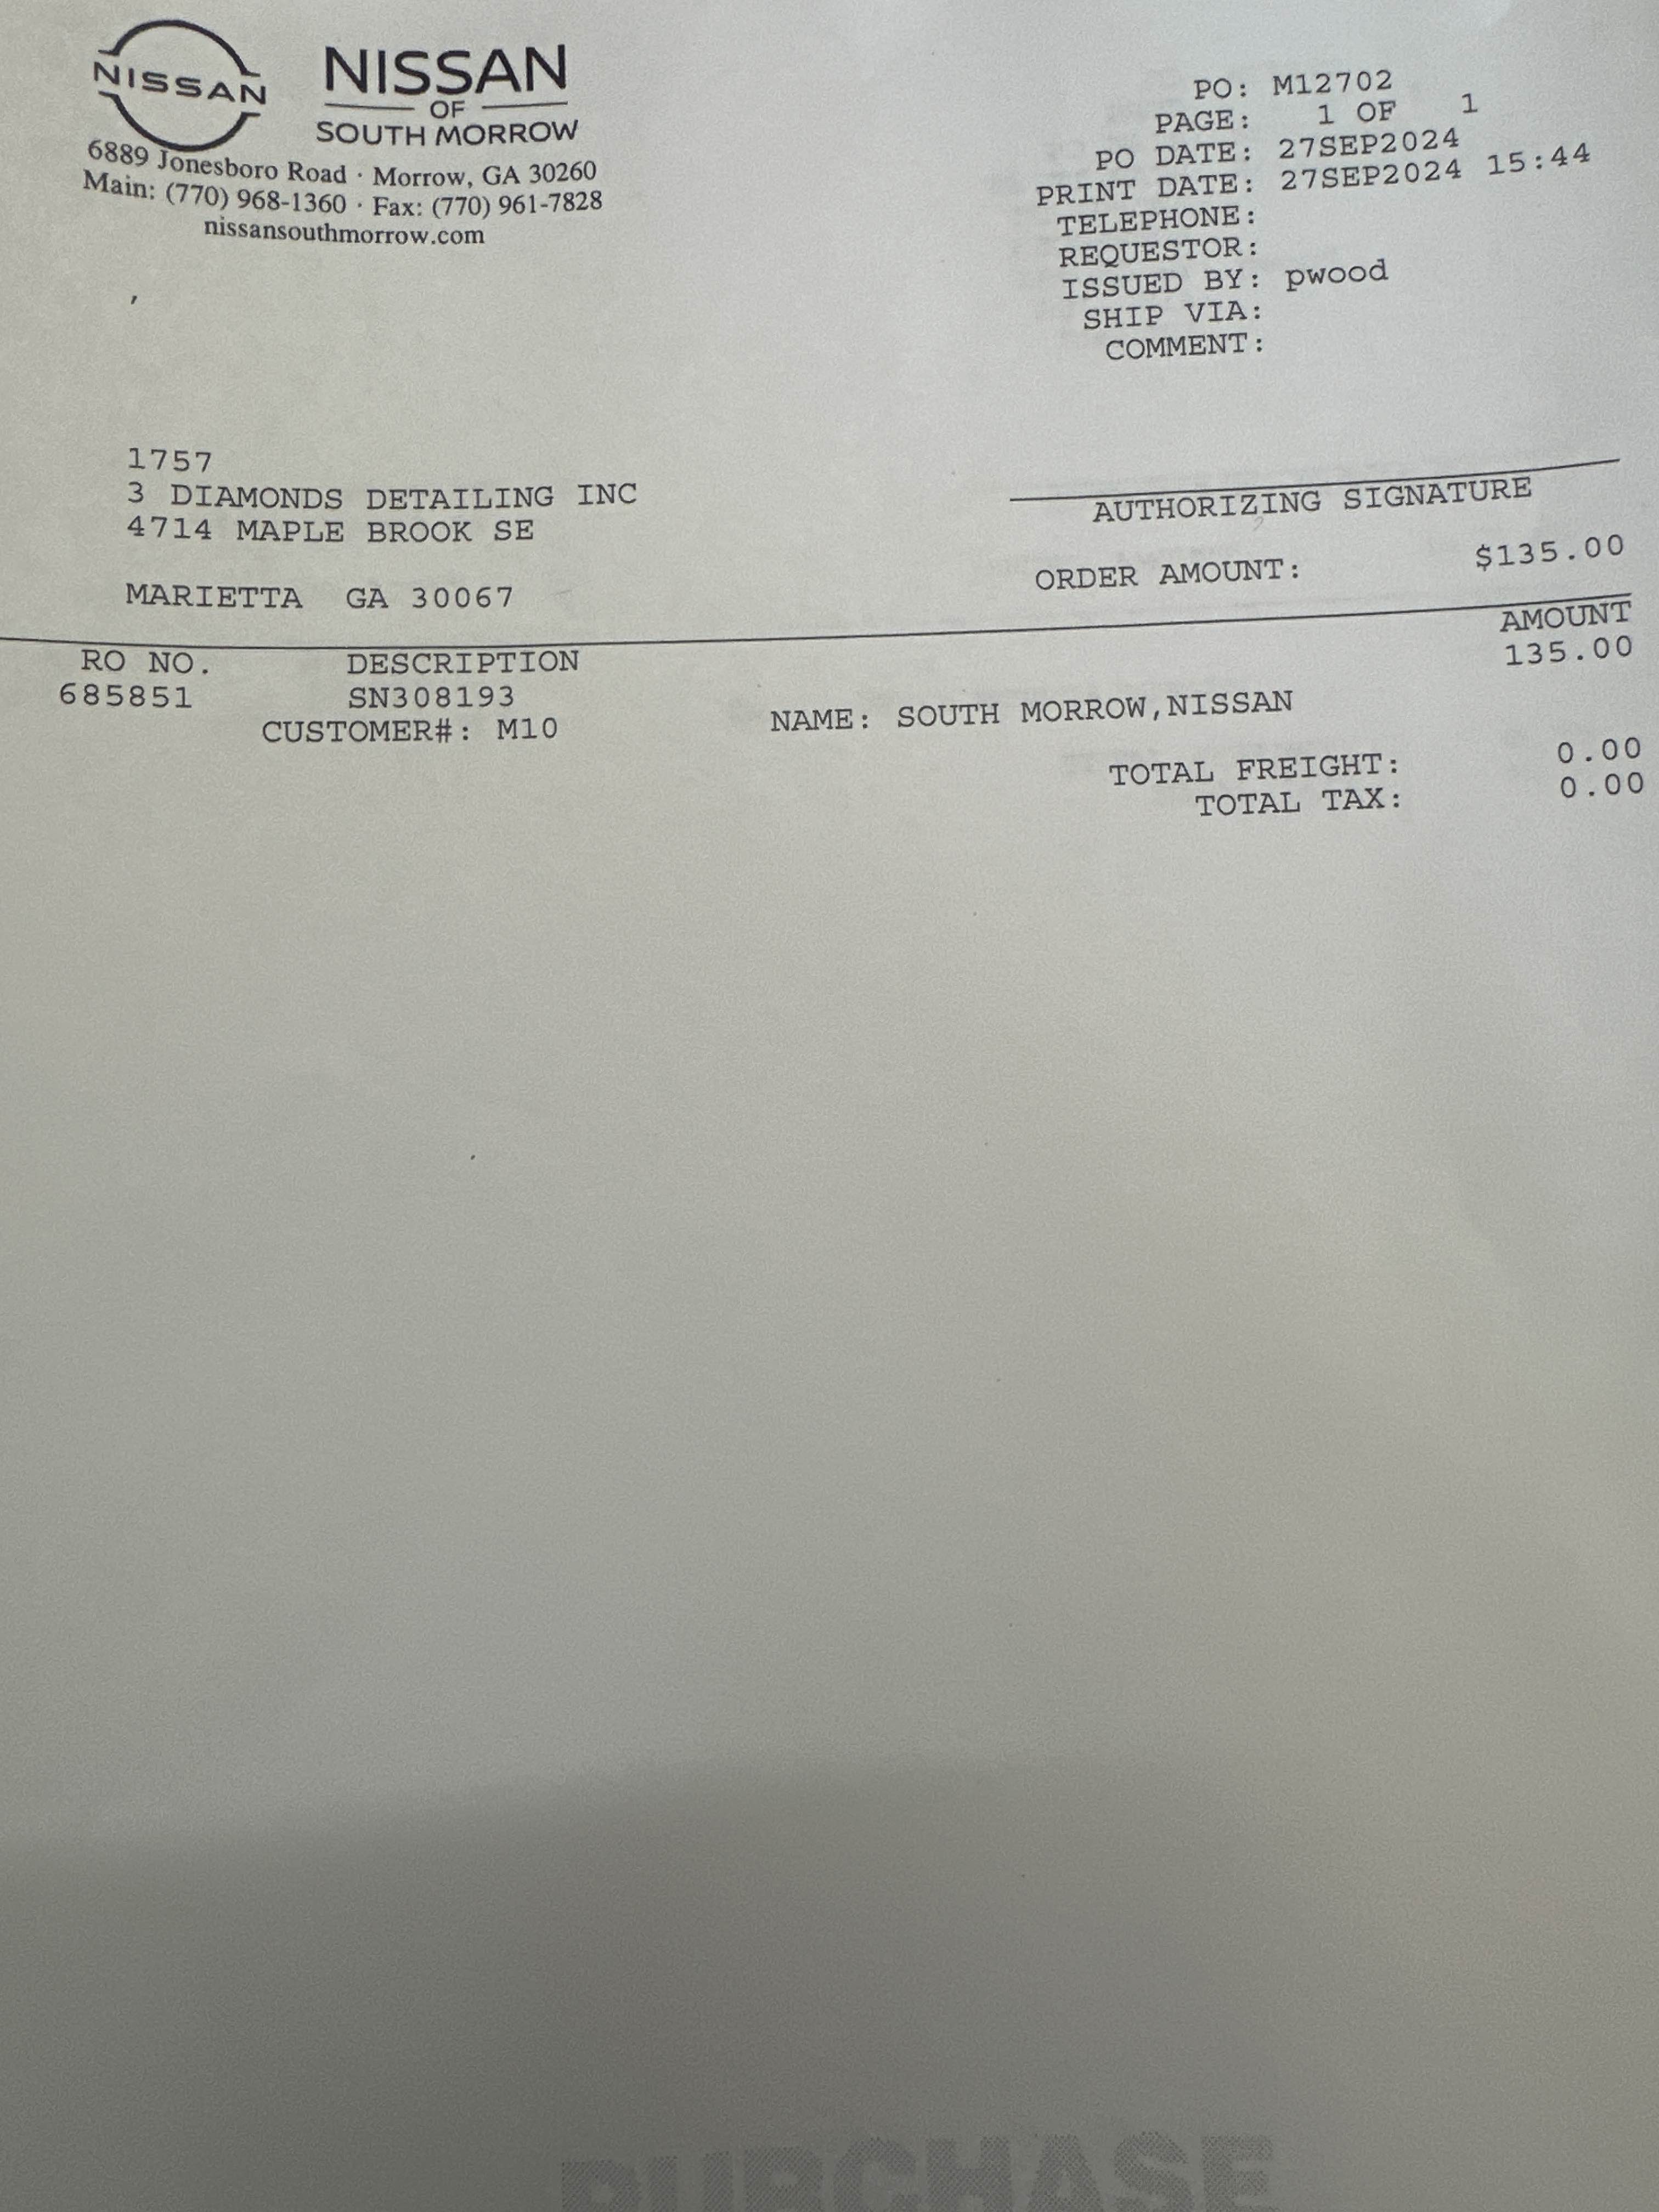 NISSAN
NISSAN
OF
SOUTH MORROW
6889 Jonesboro Road · Morrow, GA 30260
Main: (770) 968-1360 · Fax: (770) 961-7828
nissansouthmorrow.com
PO: M12702
PAGE: 1 OF 1
PO DATE: 27SEP2024
PRINT DATE: 27SEP2024 15:44
TELEPHONE:
REQUESTOR:
ISSUED BY: pwood
SHIP VIA:
COMMENT:
1757
3 DIAMONDS DETAILING INC
4714 MAPLE BROOK SE
MARIETTA GA 30067
AUTHORIZING SIGNATURE
ORDER AMOUNT: $135.00
RO NO. DESCRIPTION AMOUNT
685851 SN308193 135.00
CUSTOMER#: M10 NAME: SOUTH MORROW,NISSAN
TOTAL FREIGHT: 0.00
TOTAL TAX: 0.00
PURCHASE